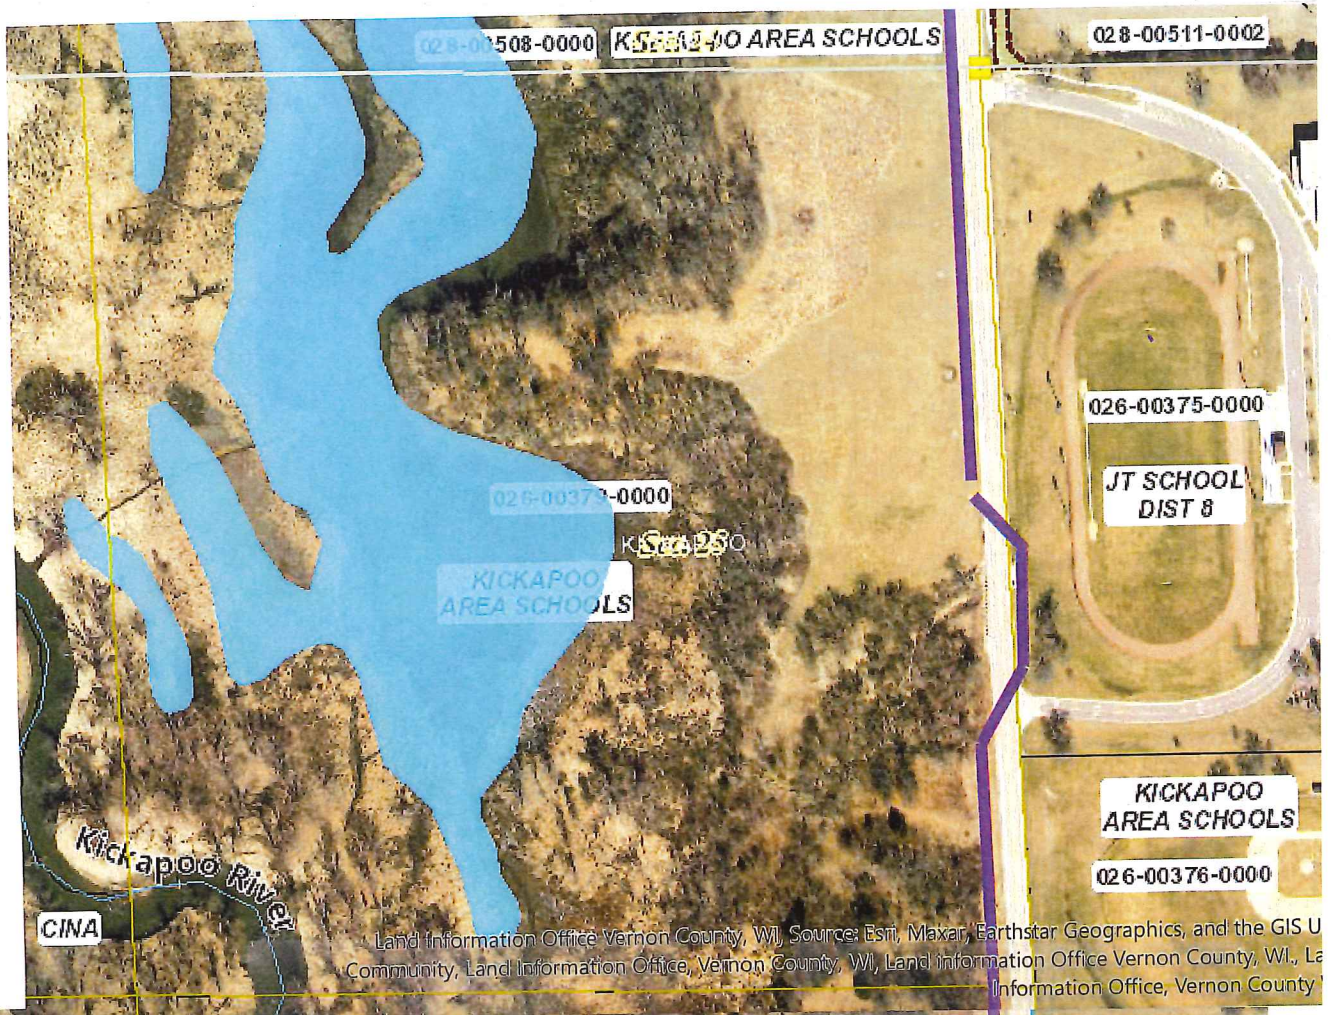 028-00508-0000
AREA SCHOOLS
028-00511-0002
026-00375-0000
JT SCHOOL
DIST 8
026-00379-0000
KICKAPOO
AREA SCHOOLS
KICKAPOO
AREA SCHOOLS
026-00376-0000
Kickapoo River
CINA
Land Information Office Vernon County, WI, Source: Esri, Maxar, Earthstar Geographics, and the GIS U
Community, Land Information Office, Vernon County, WI, Land Information Office Vernon County, WI., La
Information Office, Vernon County